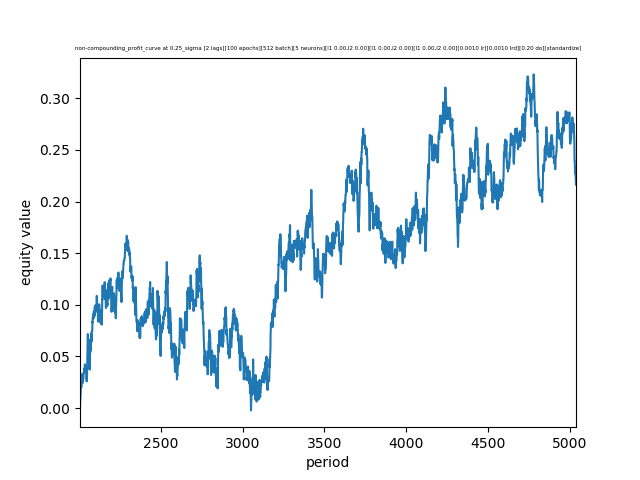 non-compounding_profit_curve at 0.25_sigma [2 lags][100 epochs][512 batch][5 neurons][l1 0.00,l2 0.00][l1 0.00,l2 0.00][l1 0.00,l2 0.00][0.0010 lr][0.0010 lrd][0.20 do][standardize]
0.30
0.25
0.20
0.15
0.10
0.05
0.00
equity value
2500 3000 3500 4000 4500 5000
period